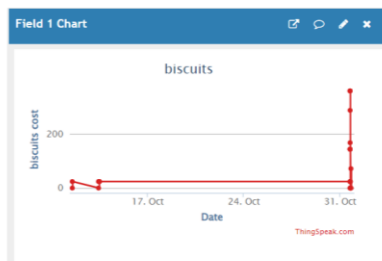 Field 1 Chart
biscuits
biscuits cost
200
0
17. Oct
24. Oct
31. Oct
Date
ThingSpeak.com